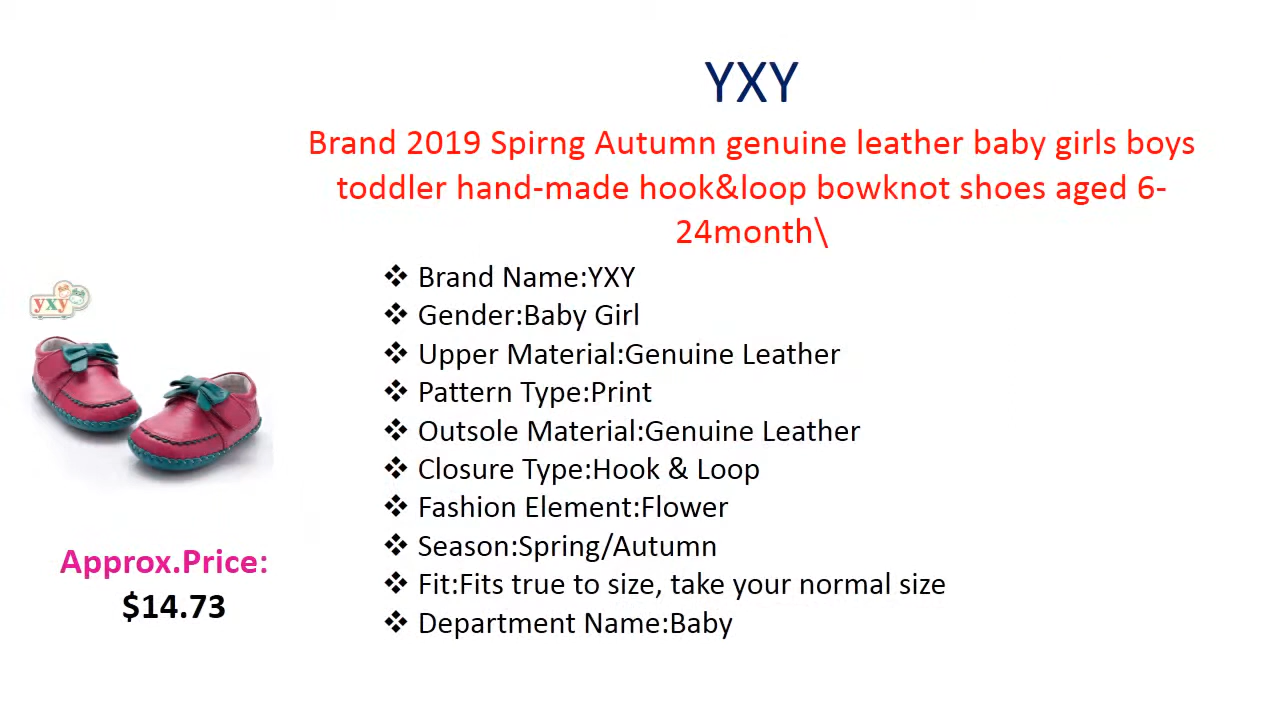 YXY
Brand 2019 Spirng Autumn genuine leather baby girls boys
toddler hand-made hook&loop bowknot shoes aged 6-
24month\
❖ Brand Name:YXY
❖ Gender:Baby Girl
❖ Upper Material:Genuine Leather
❖ Pattern Type:Print
❖ Outsole Material:Genuine Leather
❖ Closure Type:Hook & Loop
❖ Fashion Element:Flower
❖ Season:Spring/Autumn
❖ Fit:Fits true to size, take your normal size
❖ Department Name:Baby
yxy
Approx.Price:
$14.73